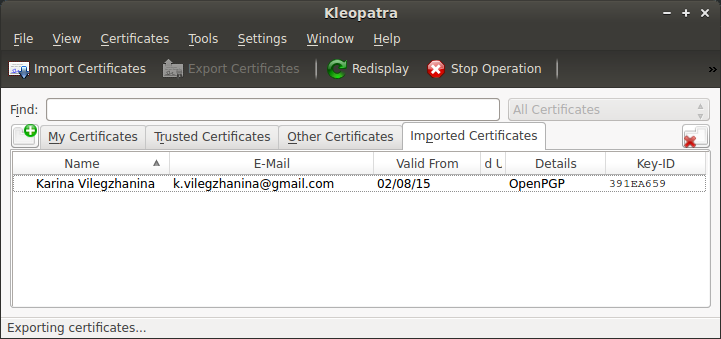 Kleopatra
File View Certificates Tools Settings Window Help
Import Certificates Export Certificates Redisplay Stop Operation »
Find: All Certificates
My Certificates Trusted Certificates Other Certificates Imported Certificates
Name E-Mail Valid From d U Details Key-ID
Karina Vilegzhanina k.vilegzhanina@gmail.com 02/08/15 OpenPGP 391EA659
Exporting certificates...